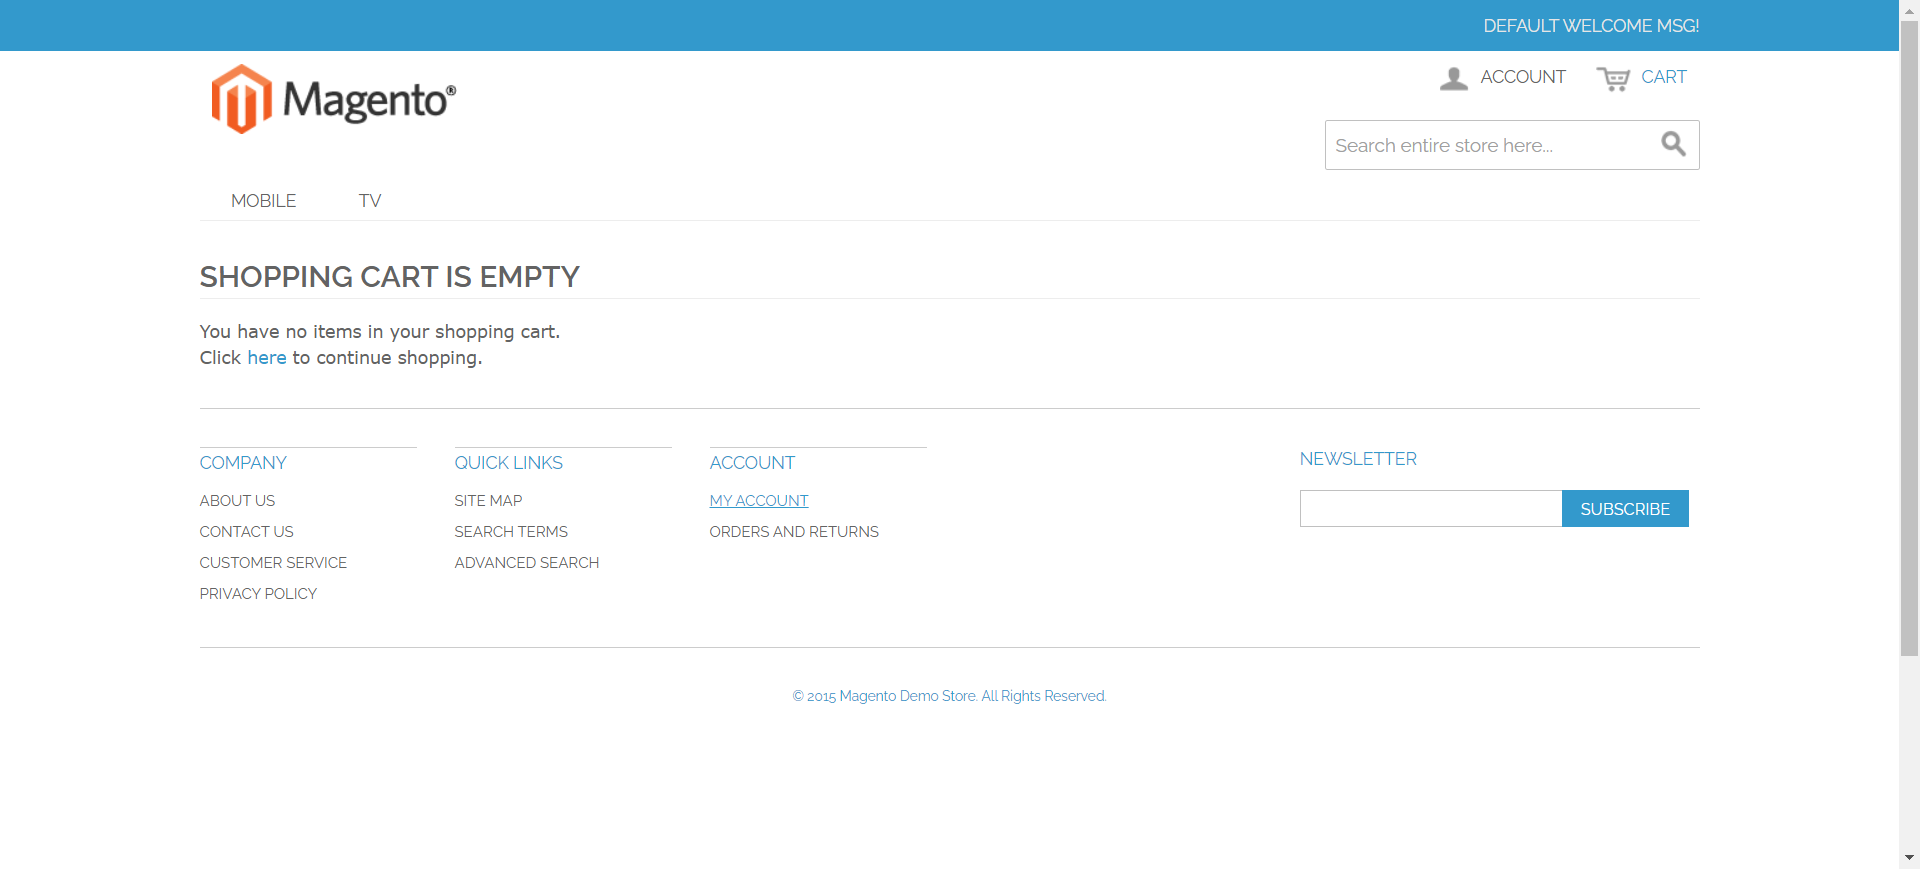 DEFAULT WELCOME MSG!
Magento®
ACCOUNT
CART
Search entire store here...
MOBILE
TV
SHOPPING CART IS EMPTY
You have no items in your shopping cart.
Click here to continue shopping.
COMPANY
ABOUT US
CONTACT US
CUSTOMER SERVICE
PRIVACY POLICY
QUICK LINKS
SITE MAP
SEARCH TERMS
ADVANCED SEARCH
ACCOUNT
MY ACCOUNT
ORDERS AND RETURNS
NEWSLETTER
SUBSCRIBE
© 2015 Magento Demo Store. All Rights Reserved.